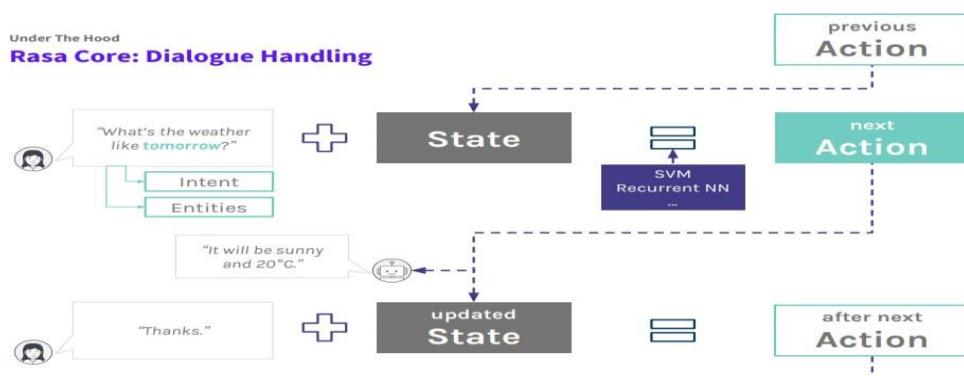 Under The Hood
Rasa Core: Dialogue Handling
previous
Action
"What's the weather
like tomorrow?"
State
next
Action
Intent
Entities
SVM
Recurrent NN
...
"It will be sunny
and 20°C."
"Thanks."
updated
State
after next
Action